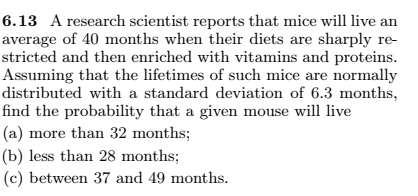 6.13 A research scientist reports that mice will live an
average of 40 months when their diets are sharply re-
stricted and then enriched with vitamins and proteins.
Assuming that the lifetimes of such mice are normally
distributed with a standard deviation of 6.3 months,
find the probability that a given mouse will live
(a) more than 32 months;
(b) less than 28 months;
(c) between 37 and 49 months.